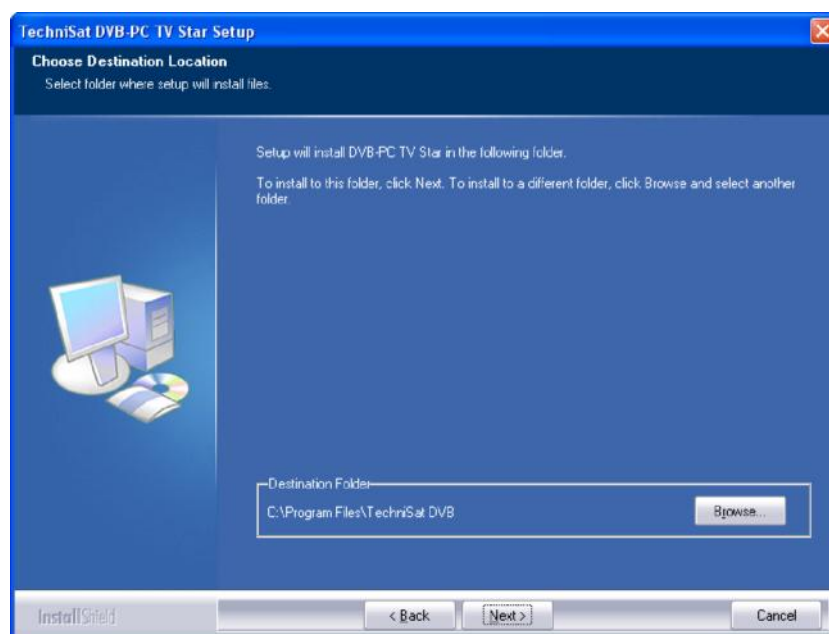 TechniSat DVB-PC TV Star Setup
Choose Destination Location
Select folder where setup will install files.
Setup will install DVB-PC TV Star in the following folder.
To install to this folder, click Next. To install to a different folder, click Browse and select another
folder.
Destination Folder
C:\Program Files\TechniSat DVB
Browse...
InstallShield
< Back
Next >
Cancel